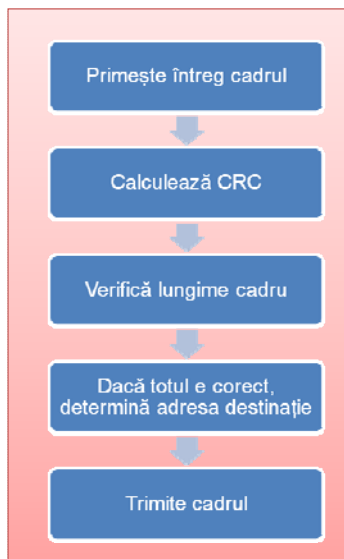 Primește întreg cadrul
Calculează CRC
Verifică lungime cadru
Dacă totul e corect,
determină adresa destinație
Trimite cadrul